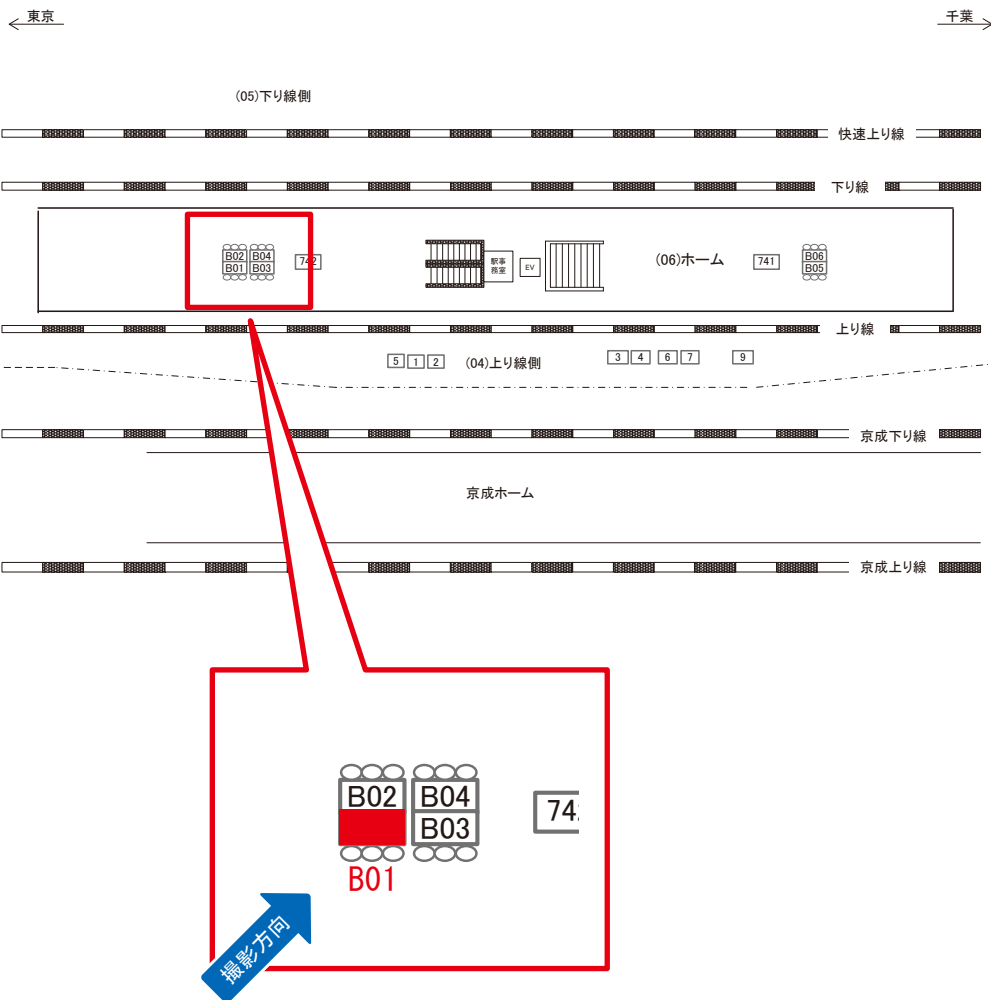 東京
千葉
(05)下り線側
快速上り線
下り線
B02 B04
B01 B03
742
駅事務室
EV
(06)ホーム
741
B06
B05
上り線
5 1 2
(04)上り線側
3 4 6 7 9
京成下り線
京成ホーム
京成上り線
B02 B04
B03
74
B01
撮影方向